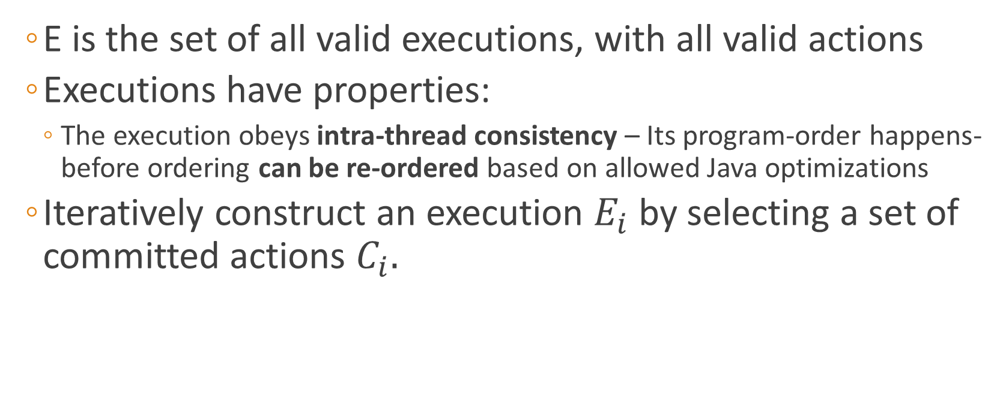 ◦E is the set of all valid executions, with all valid actions
◦Executions have properties:
◦ The execution obeys intra-thread consistency – Its program-order happens-
before ordering can be re-ordered based on allowed Java optimizations
◦Iteratively construct an execution 𝐸𝑖 by selecting a set of
committed actions 𝐶𝑖.